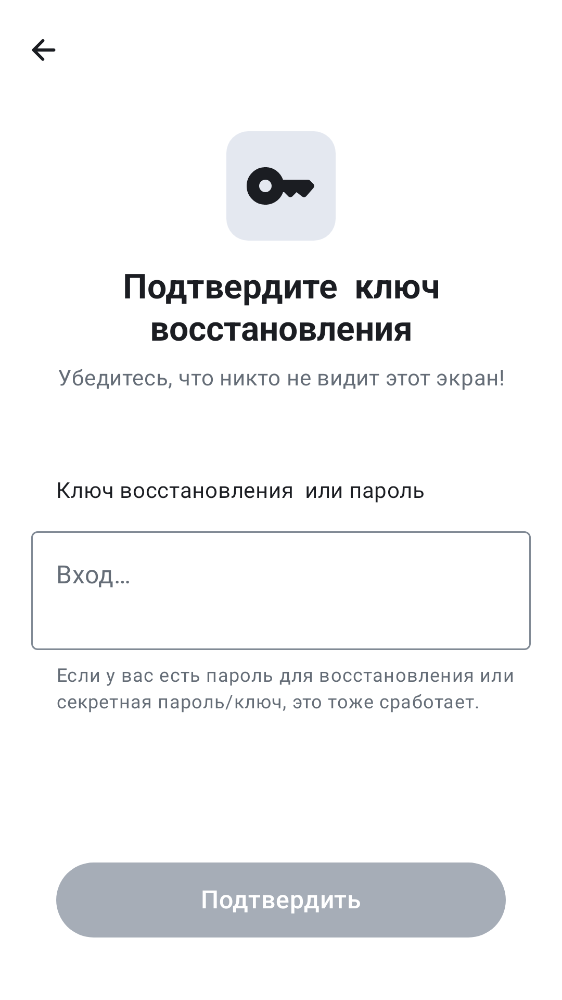 Подтвердите ключ
восстановления
Убедитесь, что никто не видит этот экран!
Ключ восстановления или пароль
Вход…
Если у вас есть пароль для восстановления или
секретная пароль/ключ, это тоже сработает.
Подтвердить